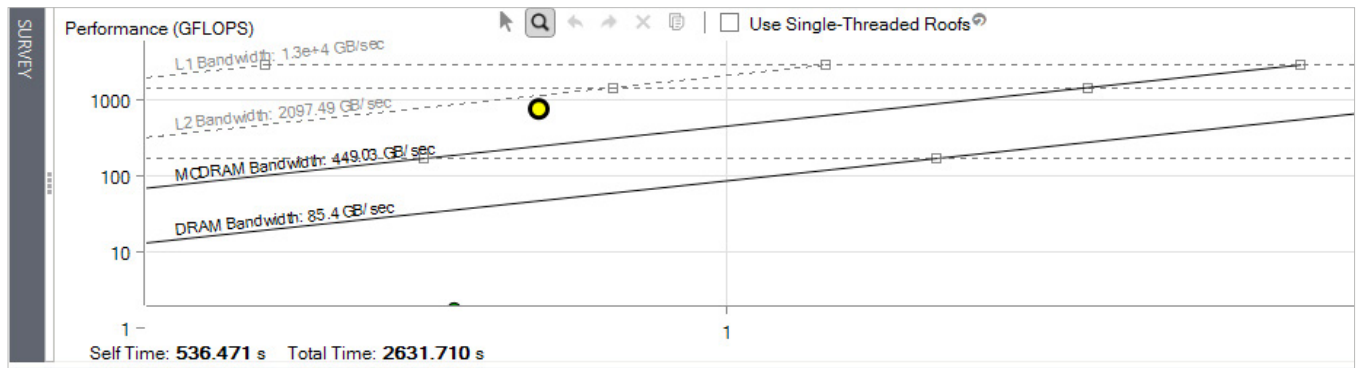 SURVEY
Performance (GFLOPS)
Use Single-Threaded Roofs
L1 Bandwidth: 1.3e+4 GB/sec
1000
L2 Bandwidth: 2097.49 GB/sec
MCDRAM Bandwidth: 449.03 GB/sec
100
DRAM Bandwidth: 85.4 GB/sec
10
1
1
Self Time: 536.471 s Total Time: 2631.710 s